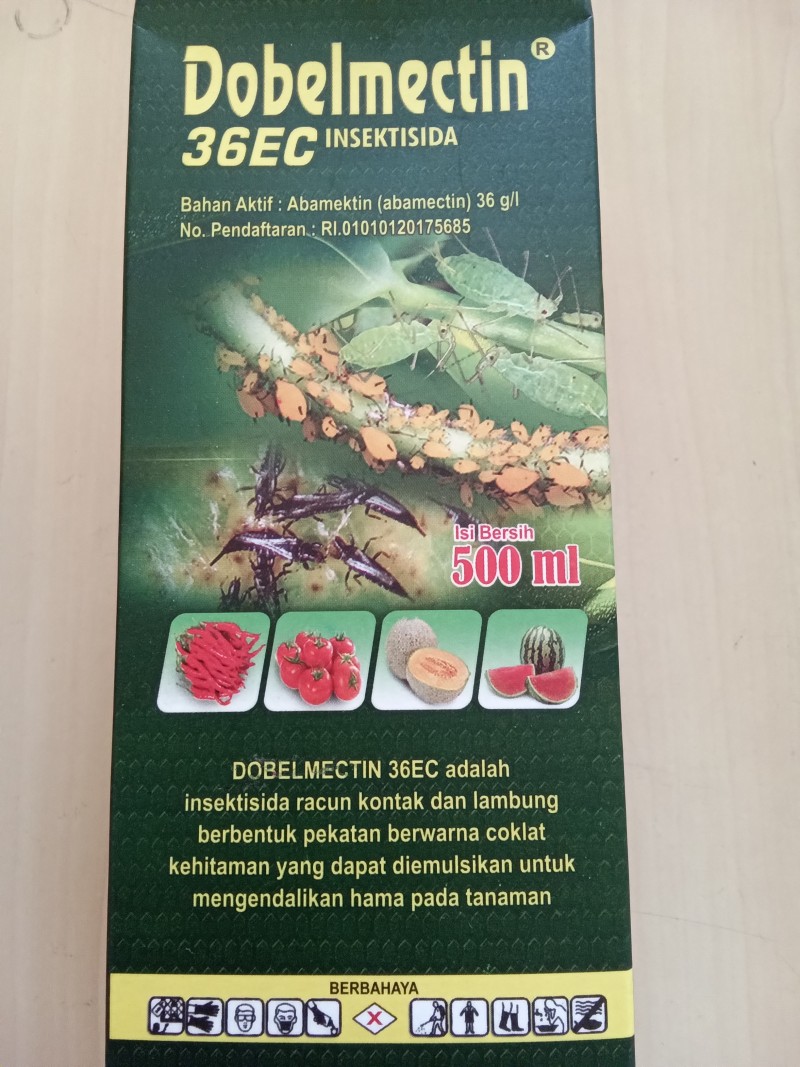 Dobelmectin®
36EC INSEKTISIDA
Bahan Aktif : Abamektin (abamectin) 36 g/l
No. Pendaftaran : RI.01010120175685
Isi Bersih
500 ml
DOBELMECTIN 36EC adalah
insektisida racun kontak dan lambung
berbentuk pekatan berwarna coklat
kehitaman yang dapat diemulsikan untuk
mengendalikan hama pada tanaman
BERBAHAYA
X